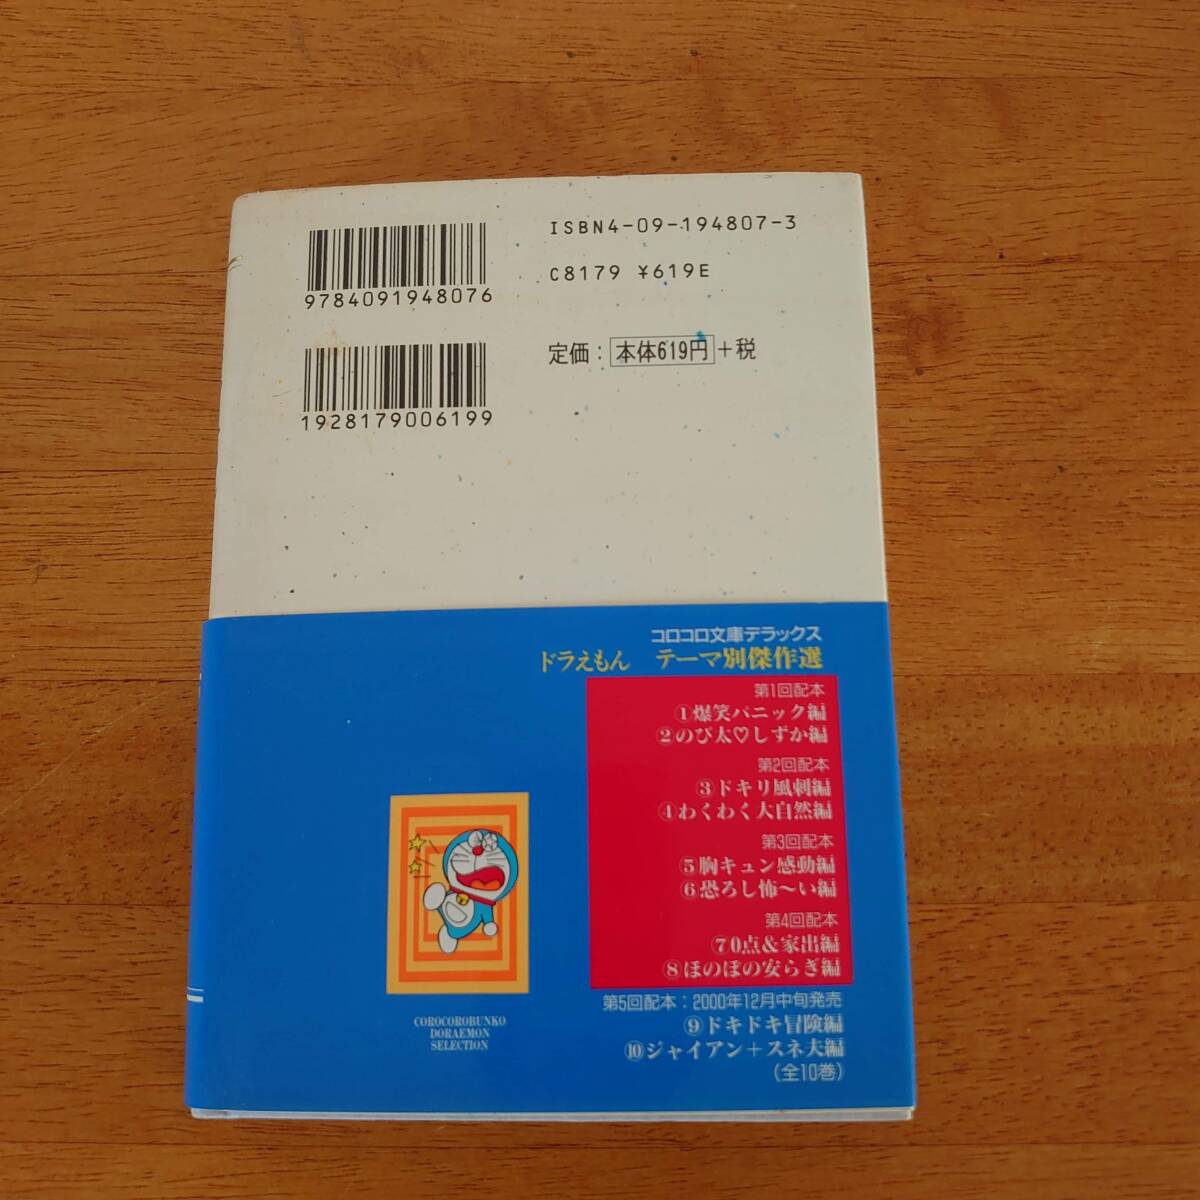 ISBN4-09-194807-3
C8179 ¥619E
定価：本体619円+税
9784091948076
1928179006199
コロコロ文庫デラックス
ドラえもん テーマ別傑作選
第1回配本
①爆笑パニック編
②のび太♡しずか編
第2回配本
③ドキリ風刺編
④わくわく大自然編
第3回配本
⑤胸キュン感動編
⑥恐ろし怖〜い編
第4回配本
⑦0点&家出編
⑧ほのぼの安らぎ編
第5回配本：2000年12月中旬発売
⑨ドキドキ冒険編
⑩ジャイアン+スネ夫編
（全10巻）
COROCOROBUNKO
DORAEMON
SELECTION